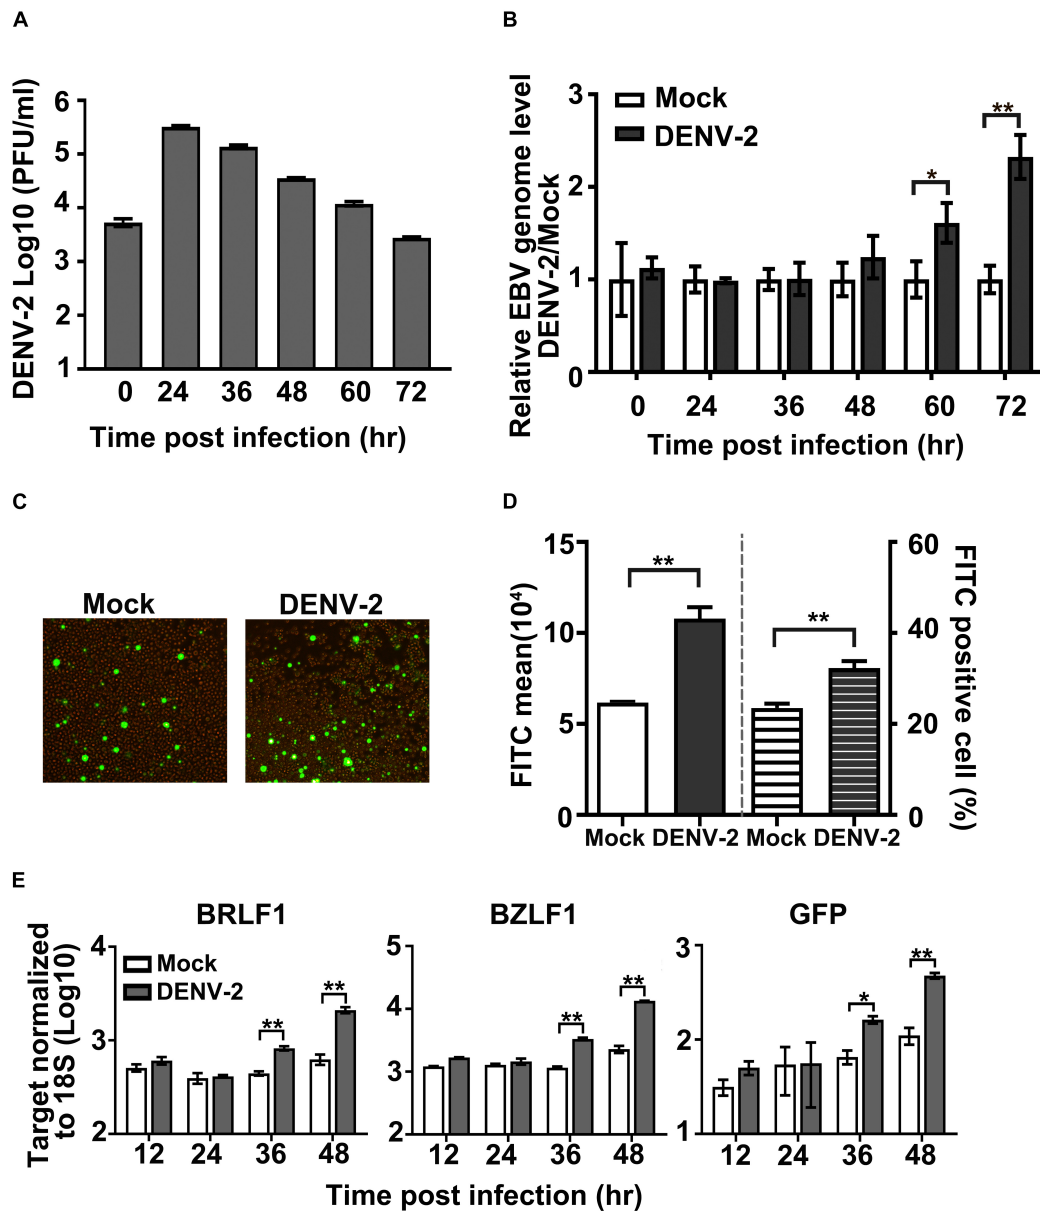 A
DENV-2 Log10 (PFU/ml)
6
5
4
3
2
1
0 24 36 48 60 72
Time post infection (hr)
B
Relative EBV genome level
DENV-2/Mock
3
2
1
0
Mock
DENV-2
*
**
0 24 36 48 60 72
Time post infection (hr)
C
Mock DENV-2
D
FITC mean(10⁴)
15
10
5
0
**
**
60
40
20
0
FITC positive cell (%)
Mock DENV-2 Mock DENV-2
E
BRLF1 BZLF1 GFP
Target normalized
to 18S (Log10)
4
3
2
Mock
DENV-2
**
**
12 24 36 48
5
4
3
2
**
**
12 24 36 48
3
2
1
*
**
12 24 36 48
Time post infection (hr)